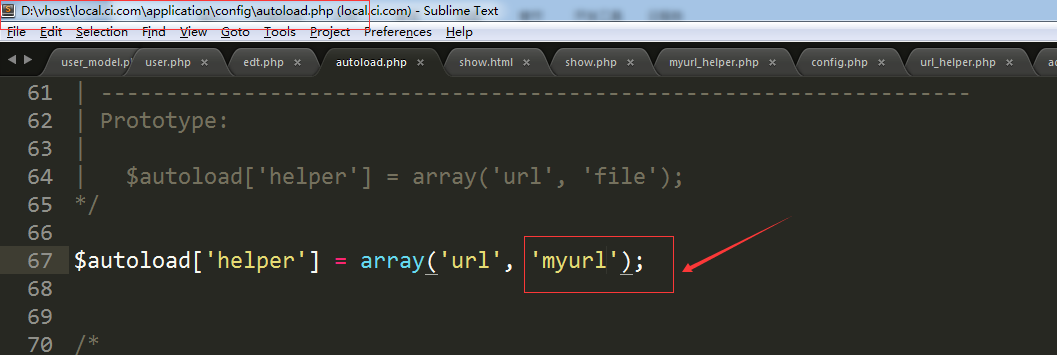 D:\vhost\local.ci.com\application\config\autoload.php (local.ci.com) - Sublime Text
File Edit Selection Find View Goto Tools Project Preferences Help
user_model.p user.php × edt.php × autoload.php × show.html × show.php × myurl_helper.php × config.php × url_helper.php × ac
61 | -------------------------------------------------------------------
62 | Prototype:
63 |
64 |   $autoload['helper'] = array('url', 'file');
65 */
66
67 $autoload['helper'] = array('url', 'myurl');
68
69
70 /*